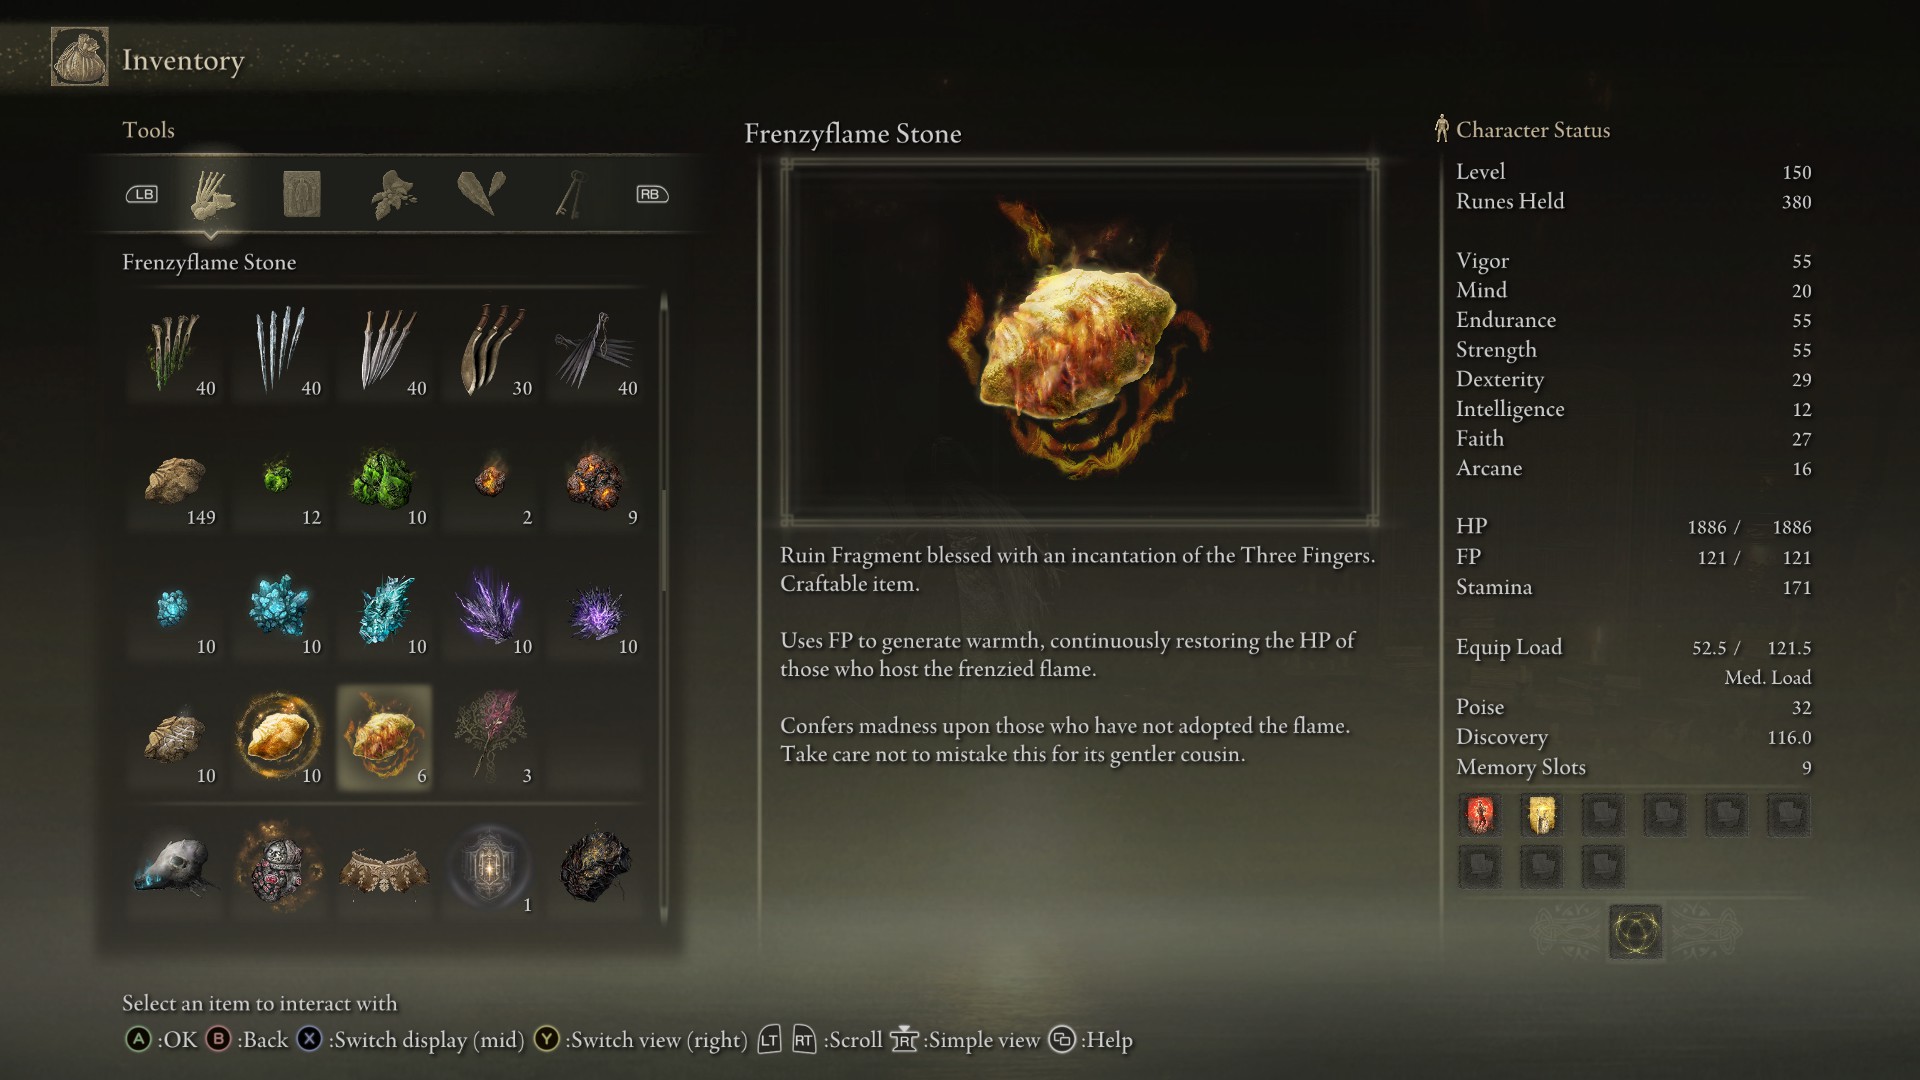 Inventory
Tools
LB
RB
Frenzyflame Stone
40 40 40 30 40
149 12 10 2 9
10 10 10 10 10
10 10 6 3
1
Frenzyflame Stone
Ruin Fragment blessed with an incantation of the Three Fingers.
Craftable item.
Uses FP to generate warmth, continuously restoring the HP of
those who host the frenzied flame.
Confers madness upon those who have not adopted the flame.
Take care not to mistake this for its gentler cousin.
Character Status
Level 150
Runes Held 380
Vigor 55
Mind 20
Endurance 55
Strength 55
Dexterity 29
Intelligence 12
Faith 27
Arcane 16
HP 1886 / 1886
FP 121 / 121
Stamina 171
Equip Load 52.5 / 121.5
Med. Load
Poise 32
Discovery 116.0
Memory Slots 9
Select an item to interact with
A :OK B :Back X :Switch display (mid) Y :Switch view (right) LT RT :Scroll R :Simple view :Help